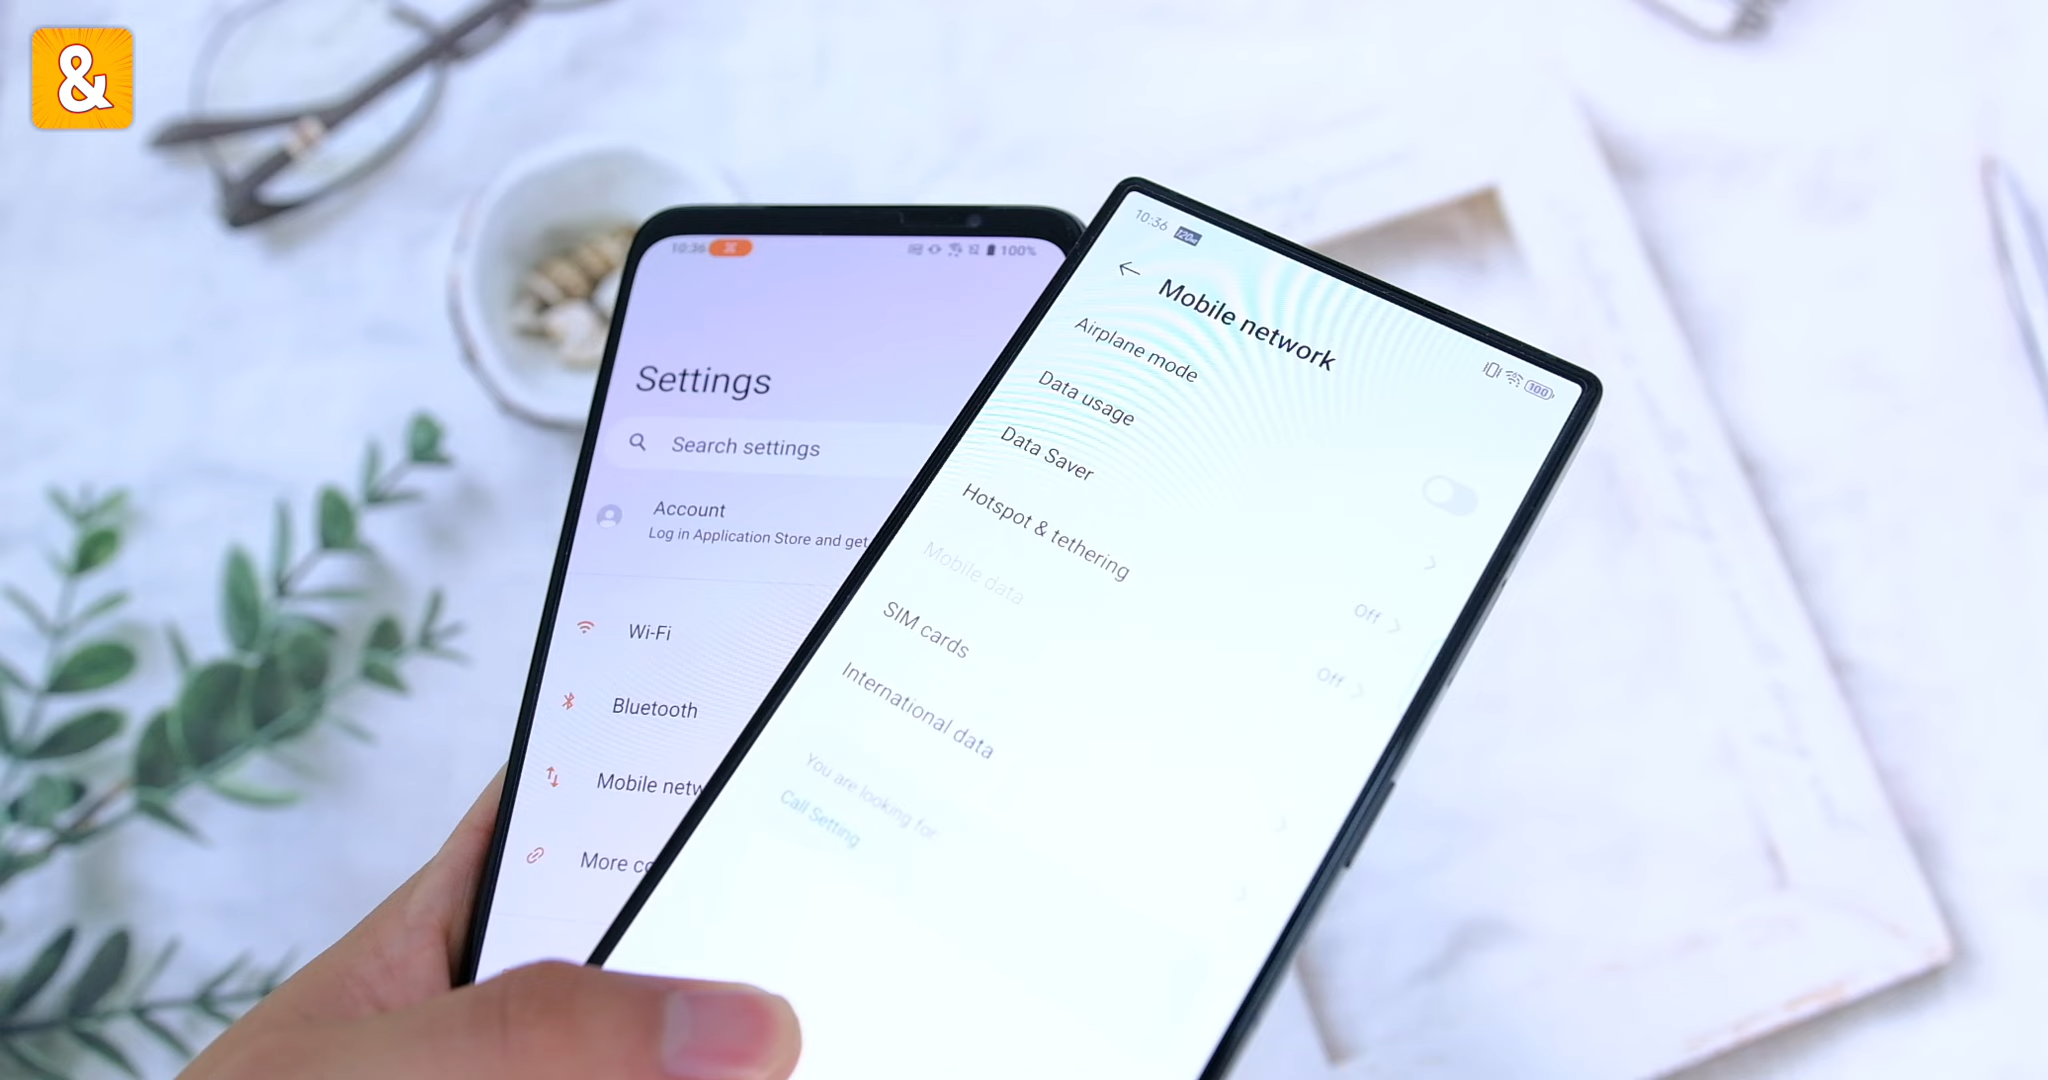 &
10:36
100%
Settings
Search settings
Account
Log in Application Store and get
Wi-Fi
Bluetooth
Mobile netw
More co
10:36
100
Mobile network
Airplane mode
Data usage
Data Saver
Off
Hotspot & tethering
Off
Mobile data
SIM cards
International data
You are looking for
Call Setting